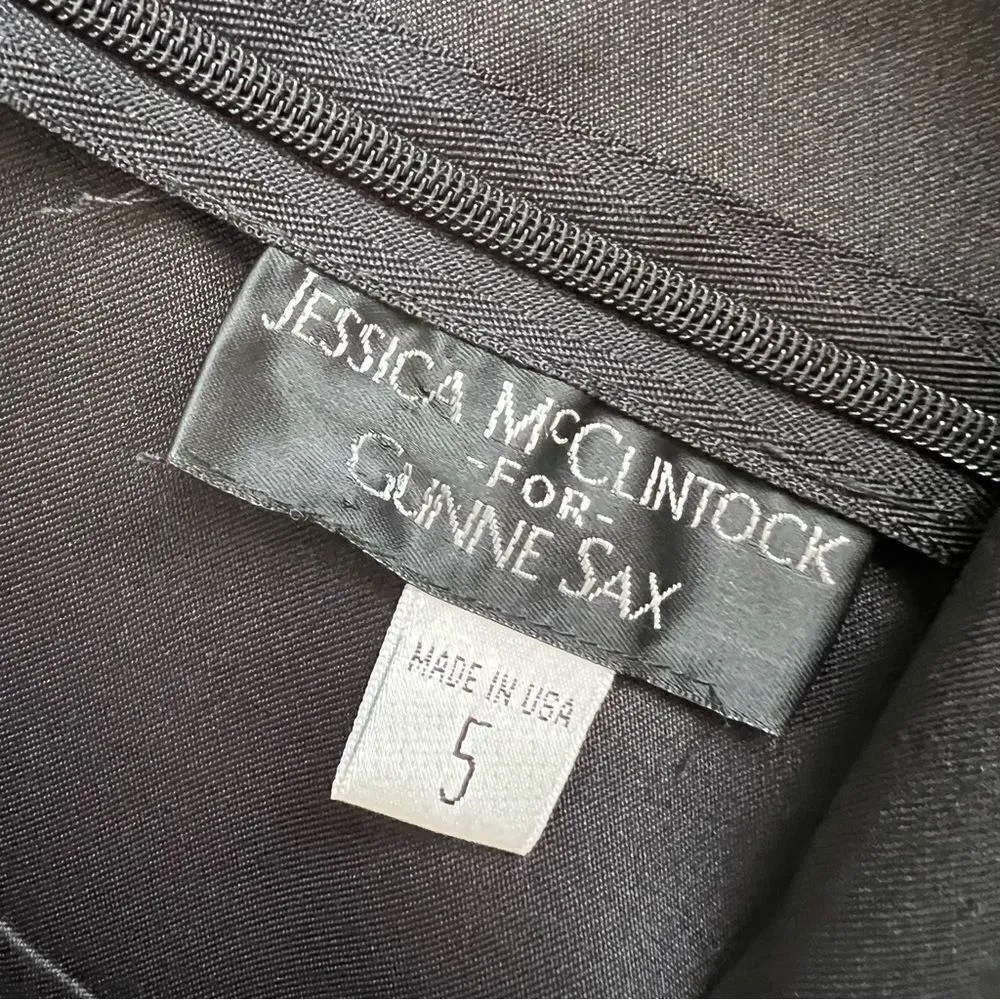 JESSICA McCLINTOCK
-FOR-
GUNNE SAX
MADE IN USA
5